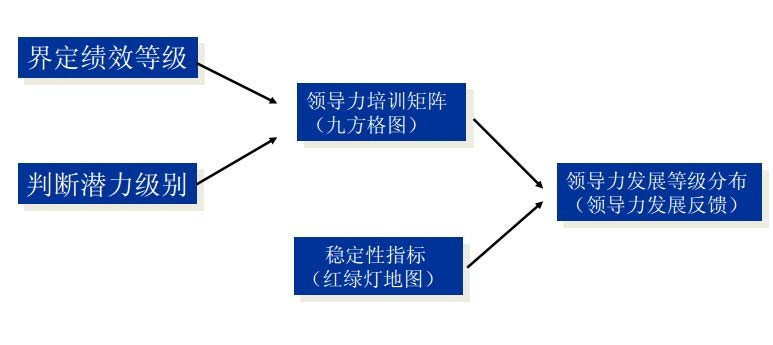 界定绩效等级
领导力培训矩阵
（九方格图）
判断潜力级别
领导力发展等级分布
（领导力发展反馈）
稳定性指标
（红绿灯地图）